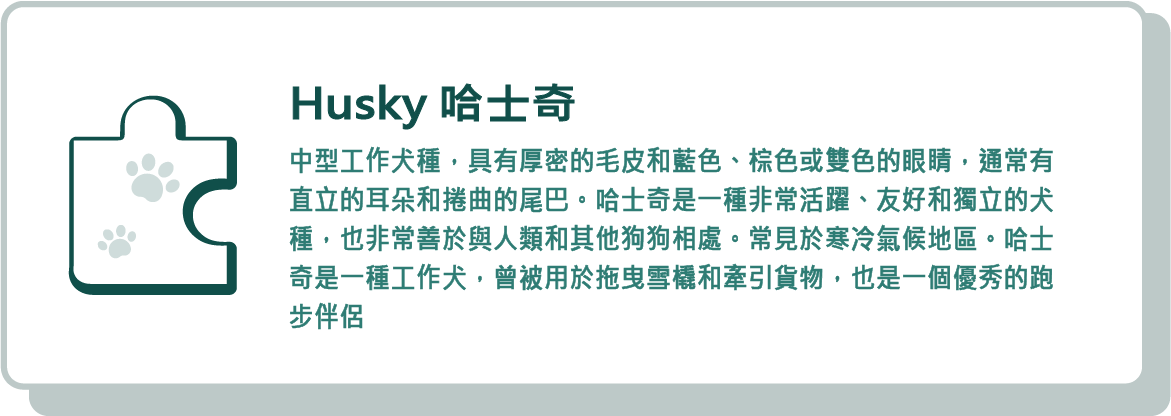 Husky 哈士奇
中型工作犬種，具有厚密的毛皮和藍色、棕色或雙色的眼睛，通常有
直立的耳朵和捲曲的尾巴。哈士奇是一種非常活躍、友好和獨立的犬
種，也非常善於與人類和其他狗狗相處。常見於寒冷氣候地區。哈士
奇是一種工作犬，曾被用於拖曳雪橇和牽引貨物，也是一個優秀的跑
步伴侶